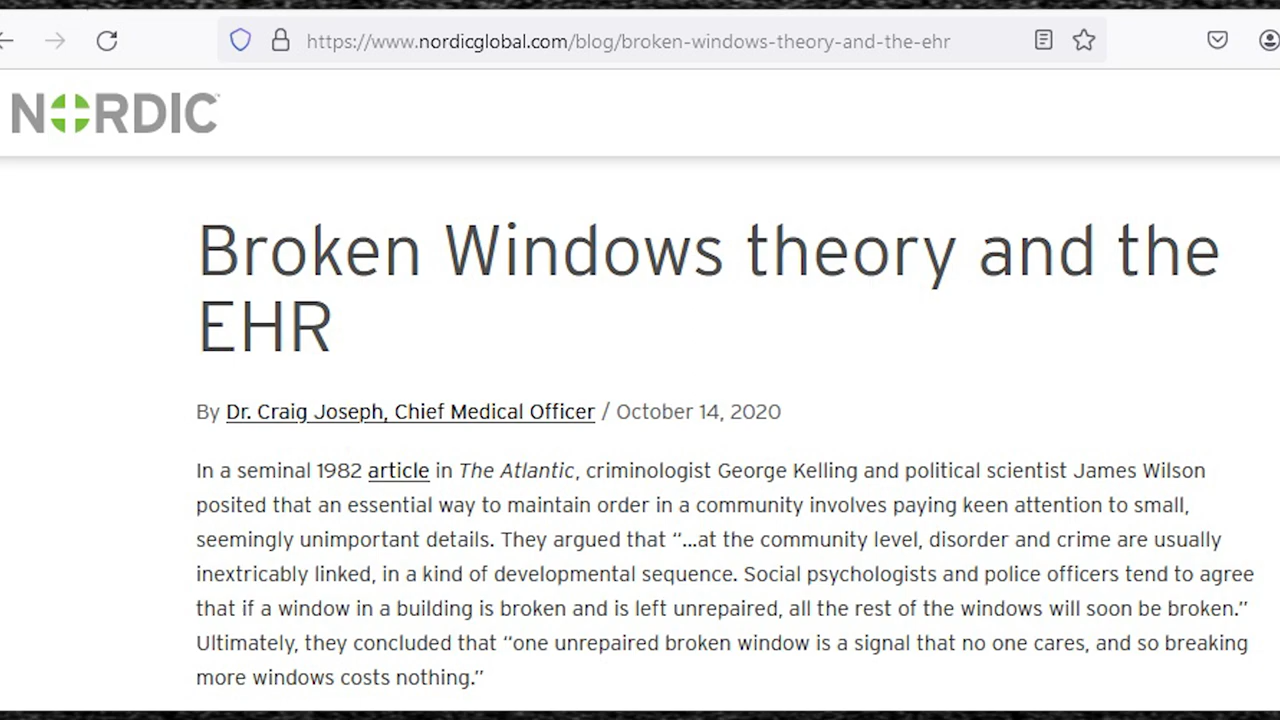 https://www.nordicglobal.com/blog/broken-windows-theory-and-the-ehr
NORDIC
Broken Windows theory and the
EHR
By Dr. Craig Joseph, Chief Medical Officer / October 14, 2020
In a seminal 1982 article in The Atlantic, criminologist George Kelling and political scientist James Wilson
posited that an essential way to maintain order in a community involves paying keen attention to small,
seemingly unimportant details. They argued that “…at the community level, disorder and crime are usually
inextricably linked, in a kind of developmental sequence. Social psychologists and police officers tend to agree
that if a window in a building is broken and is left unrepaired, all the rest of the windows will soon be broken.”
Ultimately, they concluded that “one unrepaired broken window is a signal that no one cares, and so breaking
more windows costs nothing.”